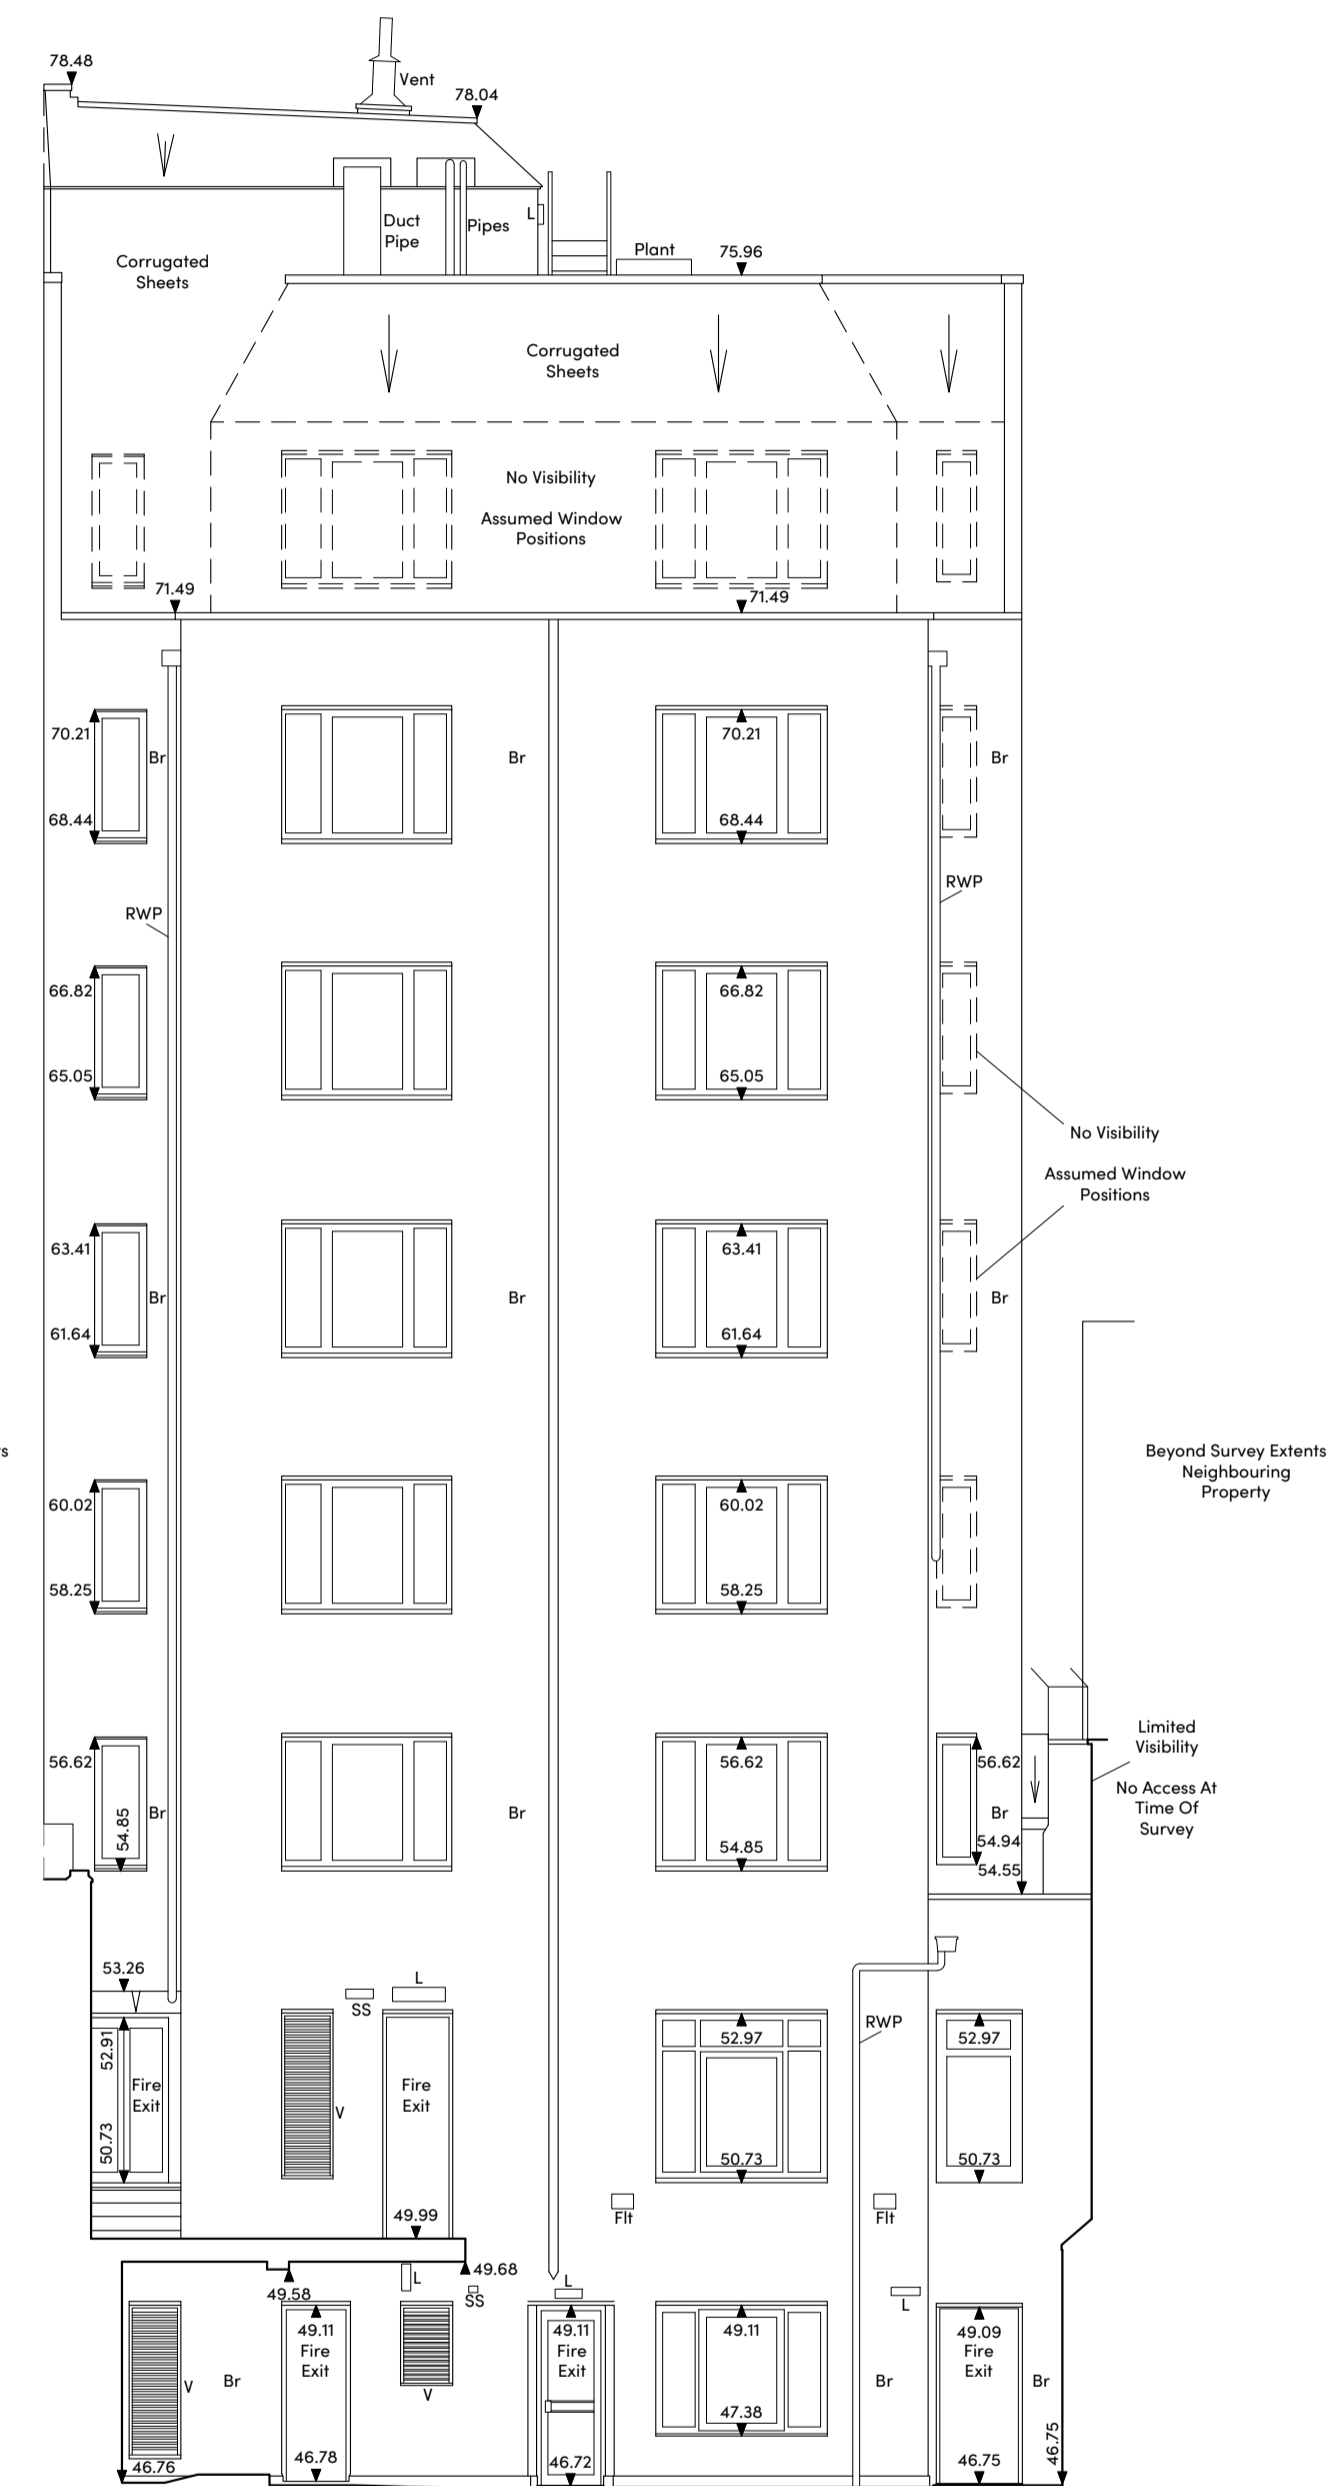 78.48
Vent
78.04
Duct
Pipe
Pipes
L
Plant
75.96
Corrugated
Sheets
Corrugated
Sheets
No Visibility
Assumed Window
Positions
71.49
71.49
70.21
Br
Br
70.21
Br
68.44
68.44
RWP
RWP
66.82
66.82
65.05
65.05
No Visibility
Assumed Window
Positions
63.41
63.41
Br
Br
Br
61.64
61.64
Beyond Survey Extents
Neighbouring
Property
60.02
60.02
58.25
58.25
Limited
Visibility
No Access At
Time Of
Survey
56.62
56.62
56.62
54.85
Br
Br
54.85
Br
54.94
54.55
53.26
SS
L
RWP
52.91
52.97
52.97
Fire
Exit
V
Fire
Exit
50.73
50.73
50.73
49.99
Flt
Flt
49.68
49.58
L
SS
L
L
49.11
Fire
Exit
49.11
Fire
Exit
49.11
49.09
Fire
Exit
V
Br
V
Br
Br
47.38
46.76
46.78
46.72
46.75
46.75